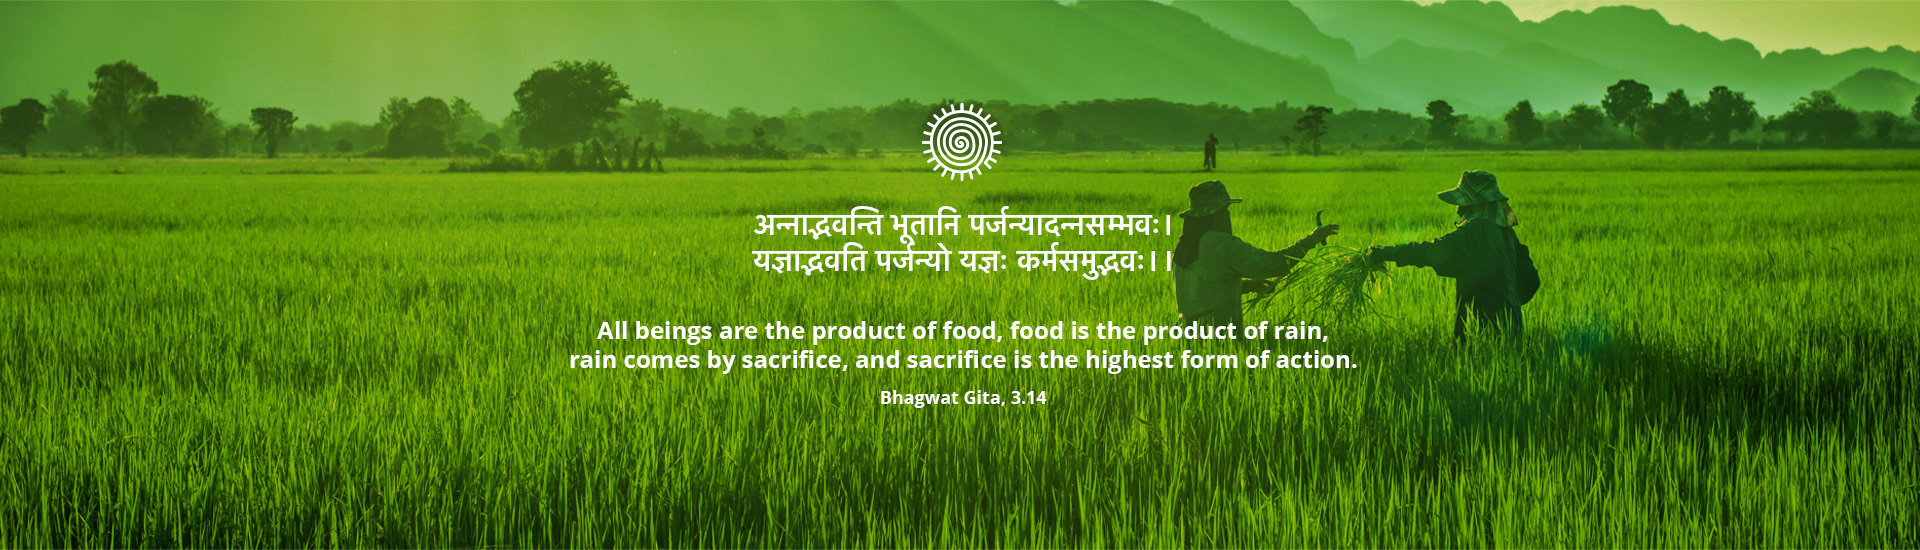 अन्नाद्भवन्ति भूतानि पर्जन्यादन्नसम्भवः।
यज्ञाद्भवति पर्जन्यो यज्ञः कर्मसमुद्भवः।।
All beings are the product of food, food is the product of rain,
rain comes by sacrifice, and sacrifice is the highest form of action.
Bhagwat Gita, 3.14